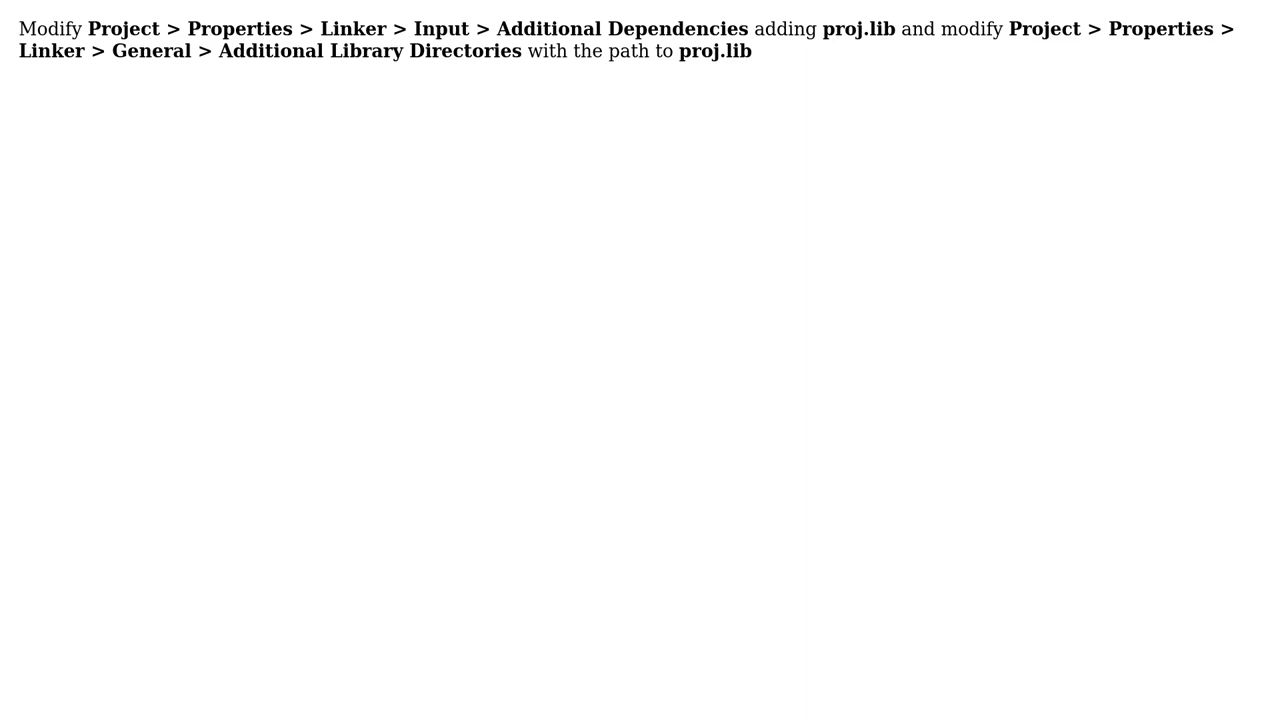 Modify Project > Properties > Linker > Input > Additional Dependencies adding proj.lib and modify Project > Properties >
Linker > General > Additional Library Directories with the path to proj.lib